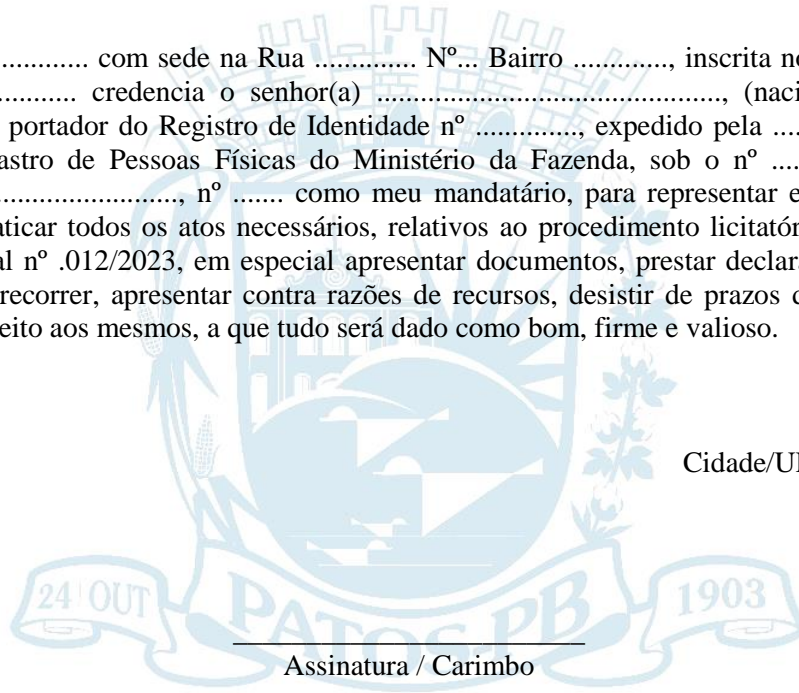 .............. com sede na Rua ............. Nº... Bairro ............, inscrita no
............ credencia o senhor(a) ........................................., (naci
portador do Registro de Identidade nº ............, expedido pela ....
astro de Pessoas Físicas do Ministério da Fazenda, sob o nº .....
......................., nº ....... como meu mandatário, para representar e
aticar todos os atos necessários, relativos ao procedimento licitatór
al nº .012/2023, em especial apresentar documentos, prestar declara
recorrer, apresentar contra razões de recursos, desistir de prazos d
eito aos mesmos, a que tudo será dado como bom, firme e valioso.
Cidade/U
24 OUT
PATOS.PB
1903
Assinatura / Carimbo